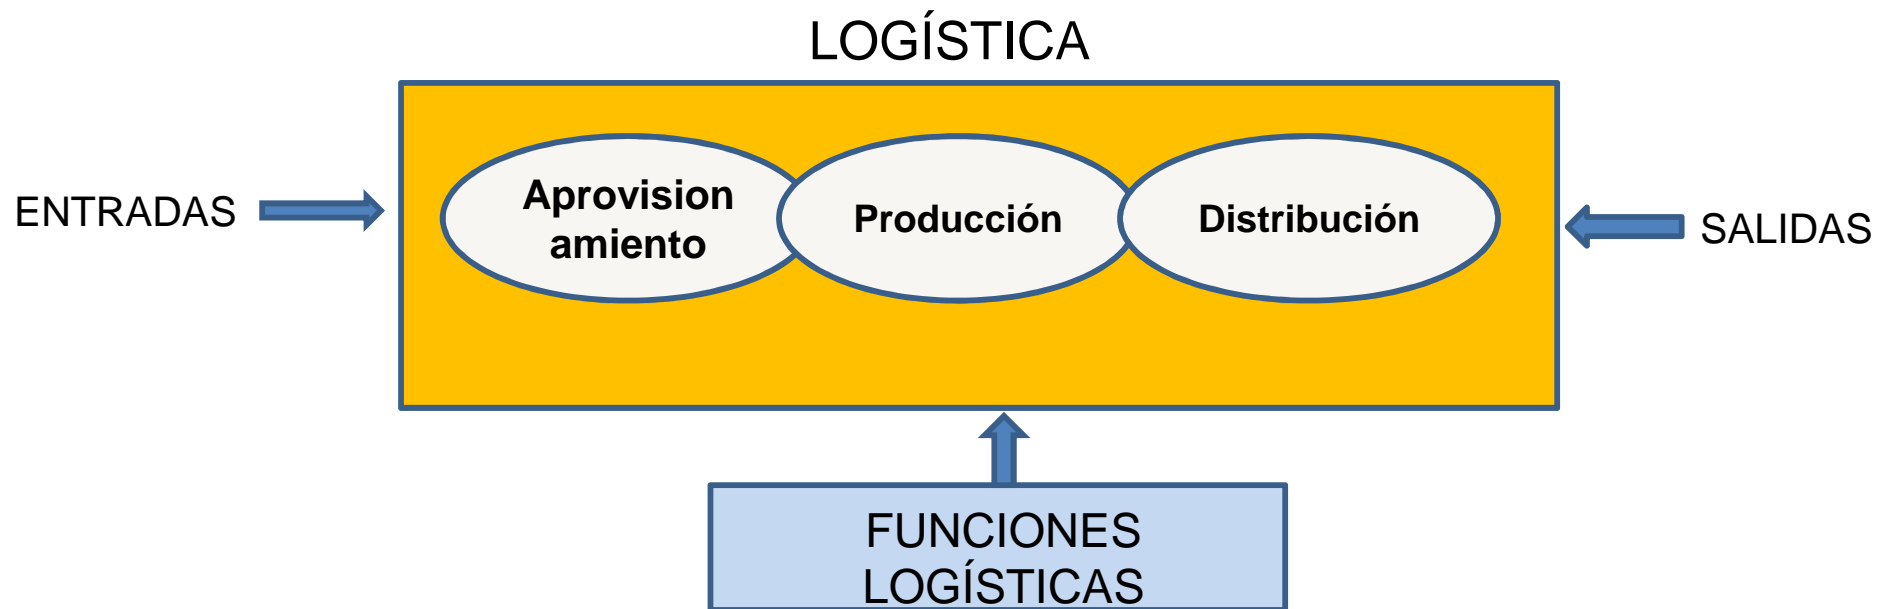 LOGÍSTICA
ENTRADAS
Aprovision
amiento
Producción
Distribución
SALIDAS
FUNCIONES
LOGÍSTICAS